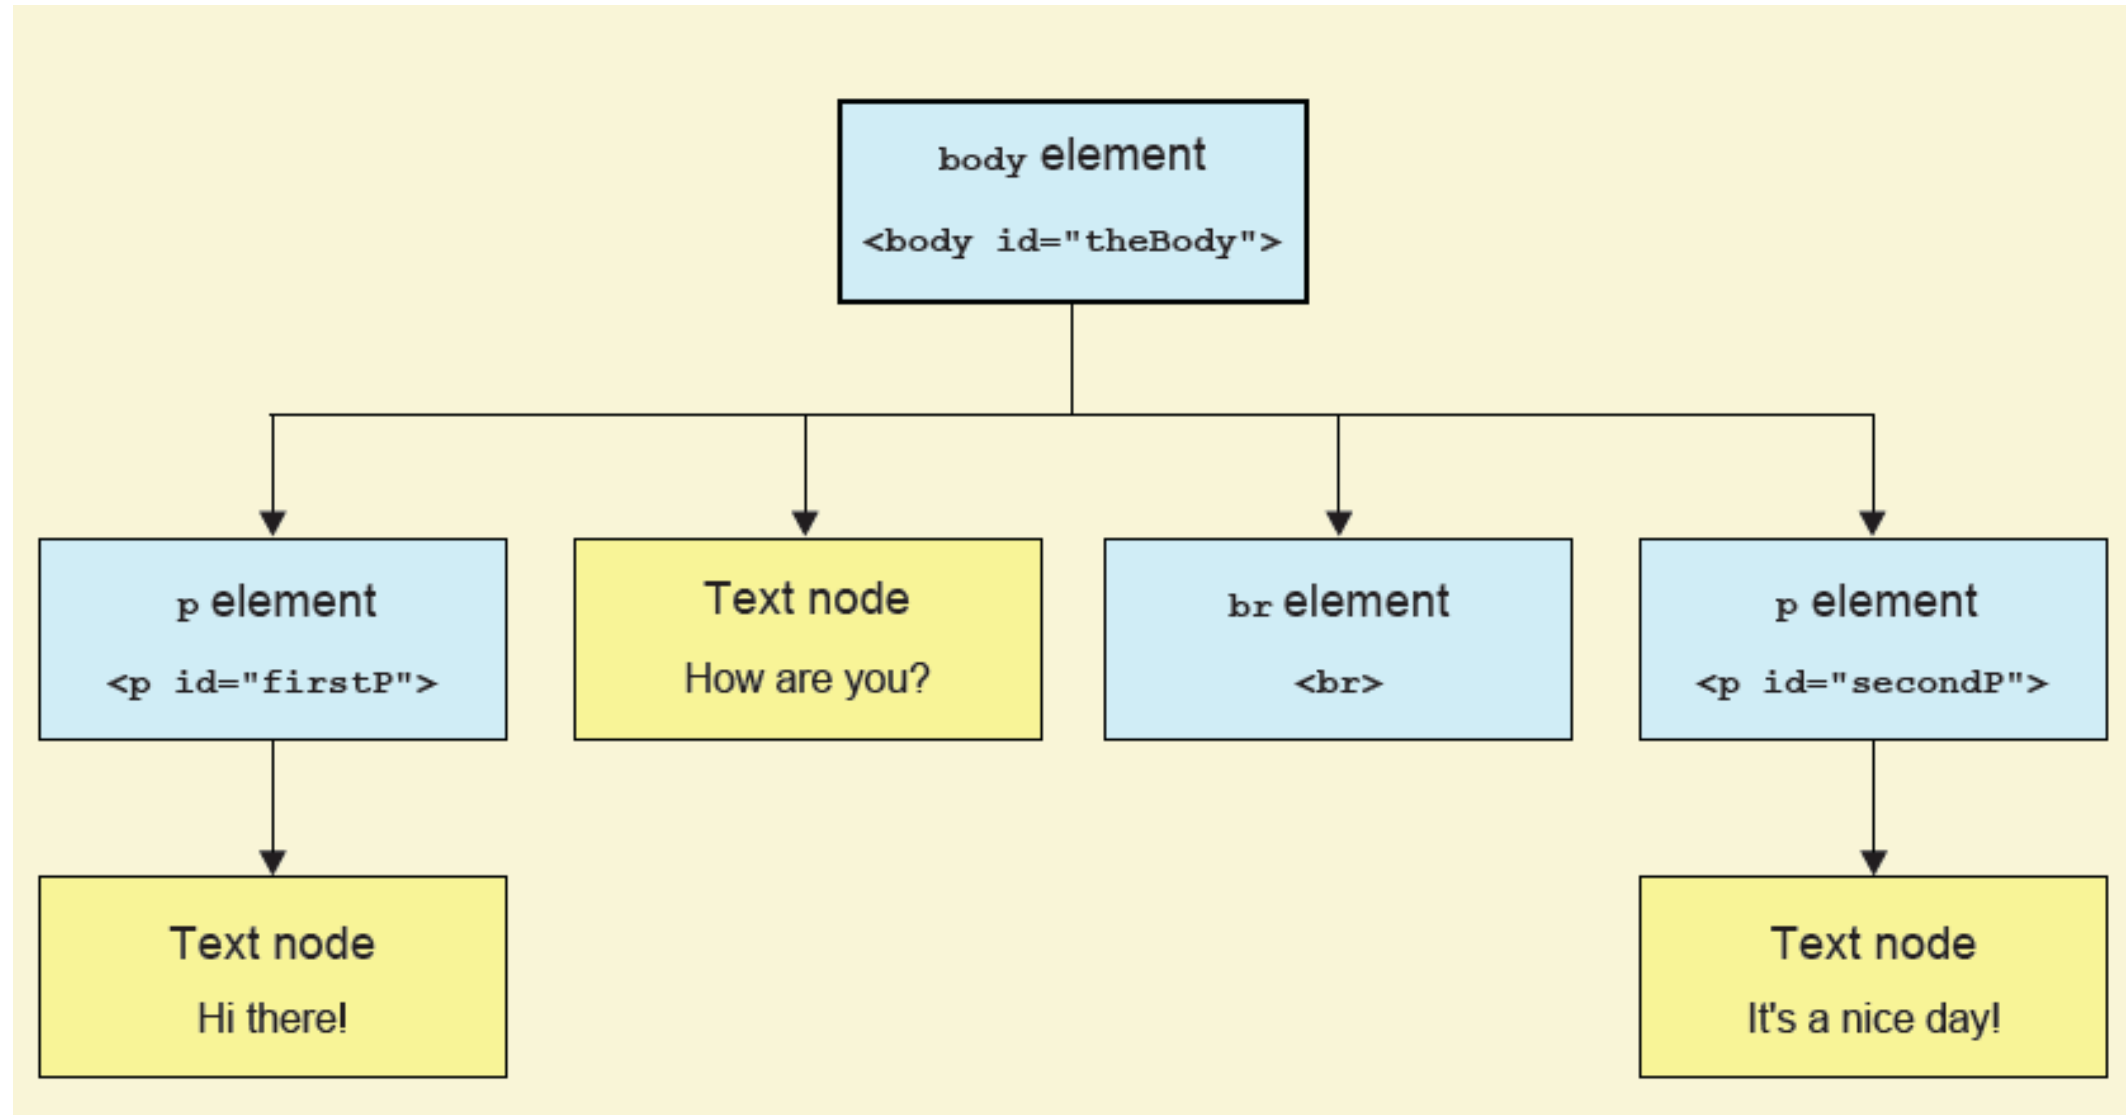 body element
<body id="theBody">
p element
<p id="firstP">
Text node
How are you?
br element
<br>
p element
<p id="secondP">
Text node
Hi there!
Text node
It's a nice day!